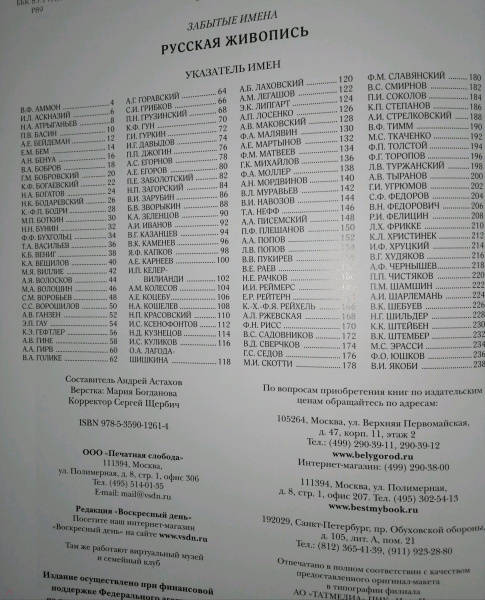 ББК
Р89
ЗАБЫТЫЕ ИМЕНА
РУССКАЯ ЖИВОПИСЬ
УКАЗАТЕЛЬ ИМЕН
В.Ф. АММОН 4
И.Л. АСКНАЗИЙ 6
Н.А. АТРЫГАНЬЕВ 8
П.В. БАСИН 10
А.Е. БЕЙДЕМАН 12
Е.М. БЕМ 14
А.Н. БЕНУА 16
В.А. БОБРОВ 18
Г.М. БОБРОВСКИЙ 20
К.Ф. БОГАЕВСКИЙ 22
Н.А. БОГАТОВ 24
Н.К. БОДАРЕВСКИЙ 26
К.-Ф.П. БОДРИ 28
М.П. БОТКИН 30
Н.Н. БУНИН 32
Ф.Ф. БУХГОЛЬЦ 34
Т.А. ВАСИЛЬЕВ 36
К.Б. ВЕНИГ 38
К.А. ВЕЩИЛОВ 40
М.Я. ВИЛЛИЕ 42
А.Я. ВОЛОСКОВ 44
М.А. ВОЛОШИН 46
С.М. ВОРОБЬЕВ 48
С.С. ВОРОШИЛОВ 50
А.В. ГАНЗЕН 52
Э.П. ГАУ 54
К.Э. ГЕФТЛЕР 56
А.В. ГИНЕ 58
А.А. ГИРВ 60
В.А. ГОЛИКЕ 62
А.Г. ГОРАВСКИЙ 64
С.И. ГРИБКОВ 66
П.Н. ГРУЗИНСКИЙ 68
К.Ф. ГУН 70
Г.И. ГУРКИН 72
И.Г. ДАВЫДОВ 74
П.П. ДЖОГИН 76
А.С. ЕГОРНОВ 78
А.Е. ЕГОРОВ 80
П.Е. ЗАБОЛОТСКИЙ 82
Н.П. ЗАГОРСКИЙ 84
В.И. ЗАРУБИН 86
Б.В. ЗВОРЫКИН 88
К.А. ЗЕЛЕНЦОВ 90
А.И. ИВАНОВ 92
В.Г. КАЗАНЦЕВ 94
В.К. КАМЕНЕВ 96
Я.Ф. КАПКОВ 98
А.Е. КАРНЕЕВ 100
И.П. КЕЛЕР-
ВИЛИАНДИ 102
А.М. КОЛЕСОВ 104
А.Е. КОЦЕБУ 106
Н.А. КОШЕЛЕВ 108
Н.П. КРАСОВСКИЙ 110
И.С. КСЕНОФОНТОВ 112
Н.Д. КУЗНЕЦОВ 114
И.С. КУЛИКОВ 116
О.А. ЛАГОДА-
ШИШКИНА 118
А.Б. ЛАХОВСКИЙ 120
А.М. ЛЕГАШОВ 122
Э.К. ЛИПГАРТ 124
А.П. ЛОСЕНКО 126
А.В. МАКОВСКИЙ 128
Ф.А. МАЛЯВИН 130
А.Е. МАРТЫНОВ 132
Ф.М. МАТВЕЕВ 134
Г.К. МИХАЙЛОВ 136
Ф.А. МОЛЛЕР 138
А.Н. МОРДВИНОВ 140
В.Л. МУРАВЬЕВ 142
В.И. НАВОЗОВ 144
Т.А. НЕФФ
А.А. ПИСЕМСКИЙ 148
П.Ф. ПЛЕШАНОВ 150
А.А. ПОПОВ 152
Л.В. ПОПОВ
В.В. ПУКИРЕВ
В.Е. РАЕВ
Н.Е. РАЧКОВ
И.И. РЕЙМЕРС
Е.Р. РЕЙТЕРН
К.-Х.-Ф.Я. РЕЙХЕЛЬ 166
А.Л. РЖЕВСКАЯ 168
Ф.Н. РИСС 170
В.С. САДОВНИКОВ 172
В.Д. СВЕРЧКОВ 174
Г.С. СЕДОВ 176
М.И. СКОТТИ 178
Ф.М. СЛАВЯНСКИЙ 180
В.С. СМИРНОВ 182
П.И. СОКОЛОВ 184
К.П. СТЕПАНОВ 186
А.И. СТРЕЛКОВСКИЙ 188
В.Ф. ТИММ 190
М.С. ТКАЧЕНКО 192
Ф.П. ТОЛСТОЙ 194
Г.Ф. ТОРОПОВ 196
Л.В. ТУРЖАНСКИЙ 198
А.В. ТЫРАНОВ 200
Г.И. УГРЮМОВ 202
С.Ф. ФЕДОРОВ 204
В.Н. ФЕДОРОВИЧ 206
Р.И. ФЕЛИЦИН 208
Л.Х. ФРИКЕ 210
К.Л. ХРИСТИНЕК 212
И.Ф. ХРУЦКИЙ 214
В.Г. ХУДЯКОВ 216
А.Ф. ЧЕРНЫШЕВ 218
П.П. ЧИСТЯКОВ 220
П.М. ШАМШИН 222
А.И. ШАРЛЕМАНЬ 224
В.К. ШЕБУЕВ 226
Н.Г. ШИЛЬДЕР 228
К.К. ШТЕЙБЕН 230
В.К. ШТЕМБЕР 232
М.С. ЭРАССИ 234
Ф.О. ЮШКОВ 236
В.И. ЯКОБИ 238
Составитель Андрей Астахов
Верстка: Мария Богданова
Корректор Сергей Щербич
ISBN 978-5-3590-1261-4
ООО «Печатная слобода»
111394, Москва,
ул. Полимерная, д. 8, стр. 1, офис 306
Тел. (495) 514-01-35
E-mail: mail@vsdn.ru
Редакция «Воскресный день»
Посетите наш интернет-магазин
«Воскресный день» на сайте www.vsdn.ru
Там же работают виртуальный музей
и семейный клуб
Издание осуществлено при финансовой
поддержке Федерального
По вопросам приобретения книг по издательским
ценам обращайтесь по адресам:
105264, Москва, ул. Верхняя Первомайская,
д. 47, корп. 11, этаж 2
Тел.: (499) 290-39-11, 290-39-12
www.belygorod.ru
Интернет-магазин: (499) 290-38-00
111394, Москва, ул. Полимерная,
д. 8, стр. 1, офис 207. Тел. (495) 302-54-13
www.bestmybook.ru
192029, Санкт-Петербург, пр. Обуховской обороны,
д. 105, лит. А, пом. 21
Тел.: (812) 365-41-39, (911) 923-28-80
Отпечатано в полном соответствии с качеством
предоставленного оригинал-макета
в типографии филиала
АО «ТАТМЕДИА»